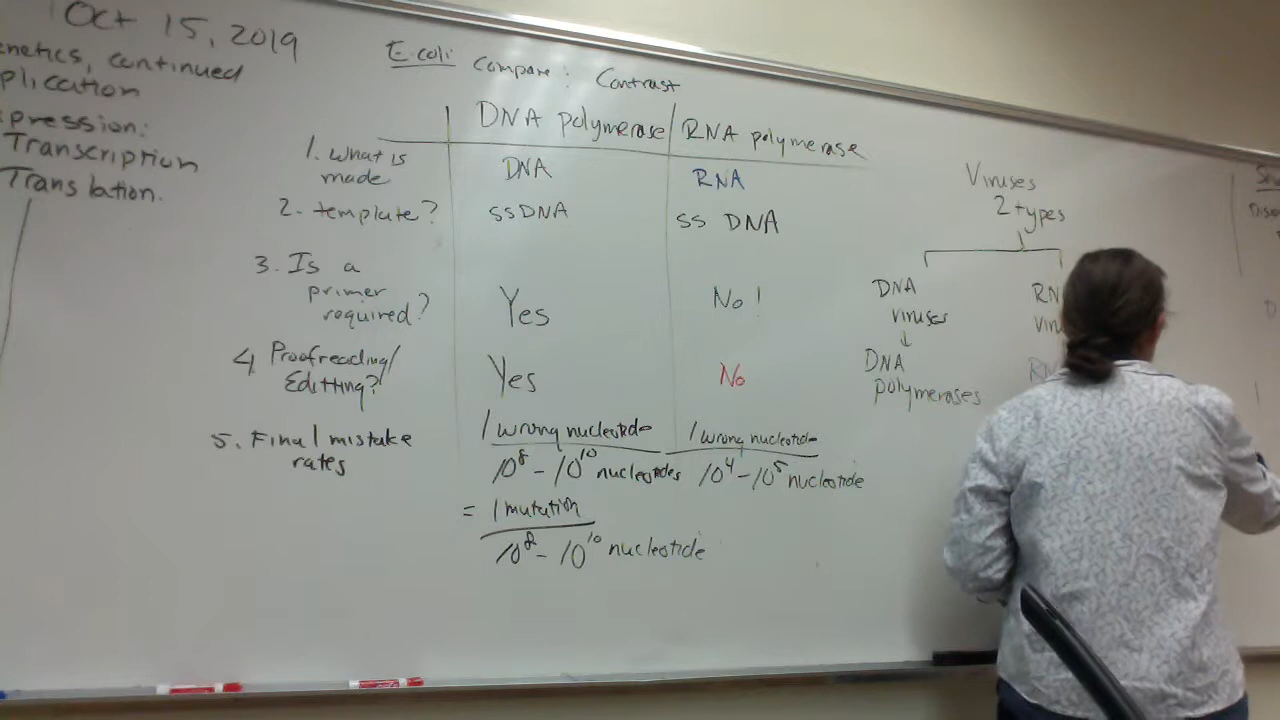 Oct 15, 2019
enetics, continued
plication
pression:
Transcription
Translation.
E coli: Compare: Contrast
DNA polymerase RNA polymerase
1. What is
made
DNA
RNA
2. template?
ssDNA
ss DNA
3. Is a
primer
required?
Yes
No!
4. Proofreading/
Editting?
Yes
No
5. Final mistake
rates
1 wrong nucleotide
10⁸ - 10¹⁰ nucleotides
1 wrong nucleotide
10⁴ - 10⁵ nucleotide
= 1 mutation
10⁸ - 10¹⁰ nucleotide
Viruses
2 types
DNA
viruses
↓
DNA
polymerases
RN
Vir
RN